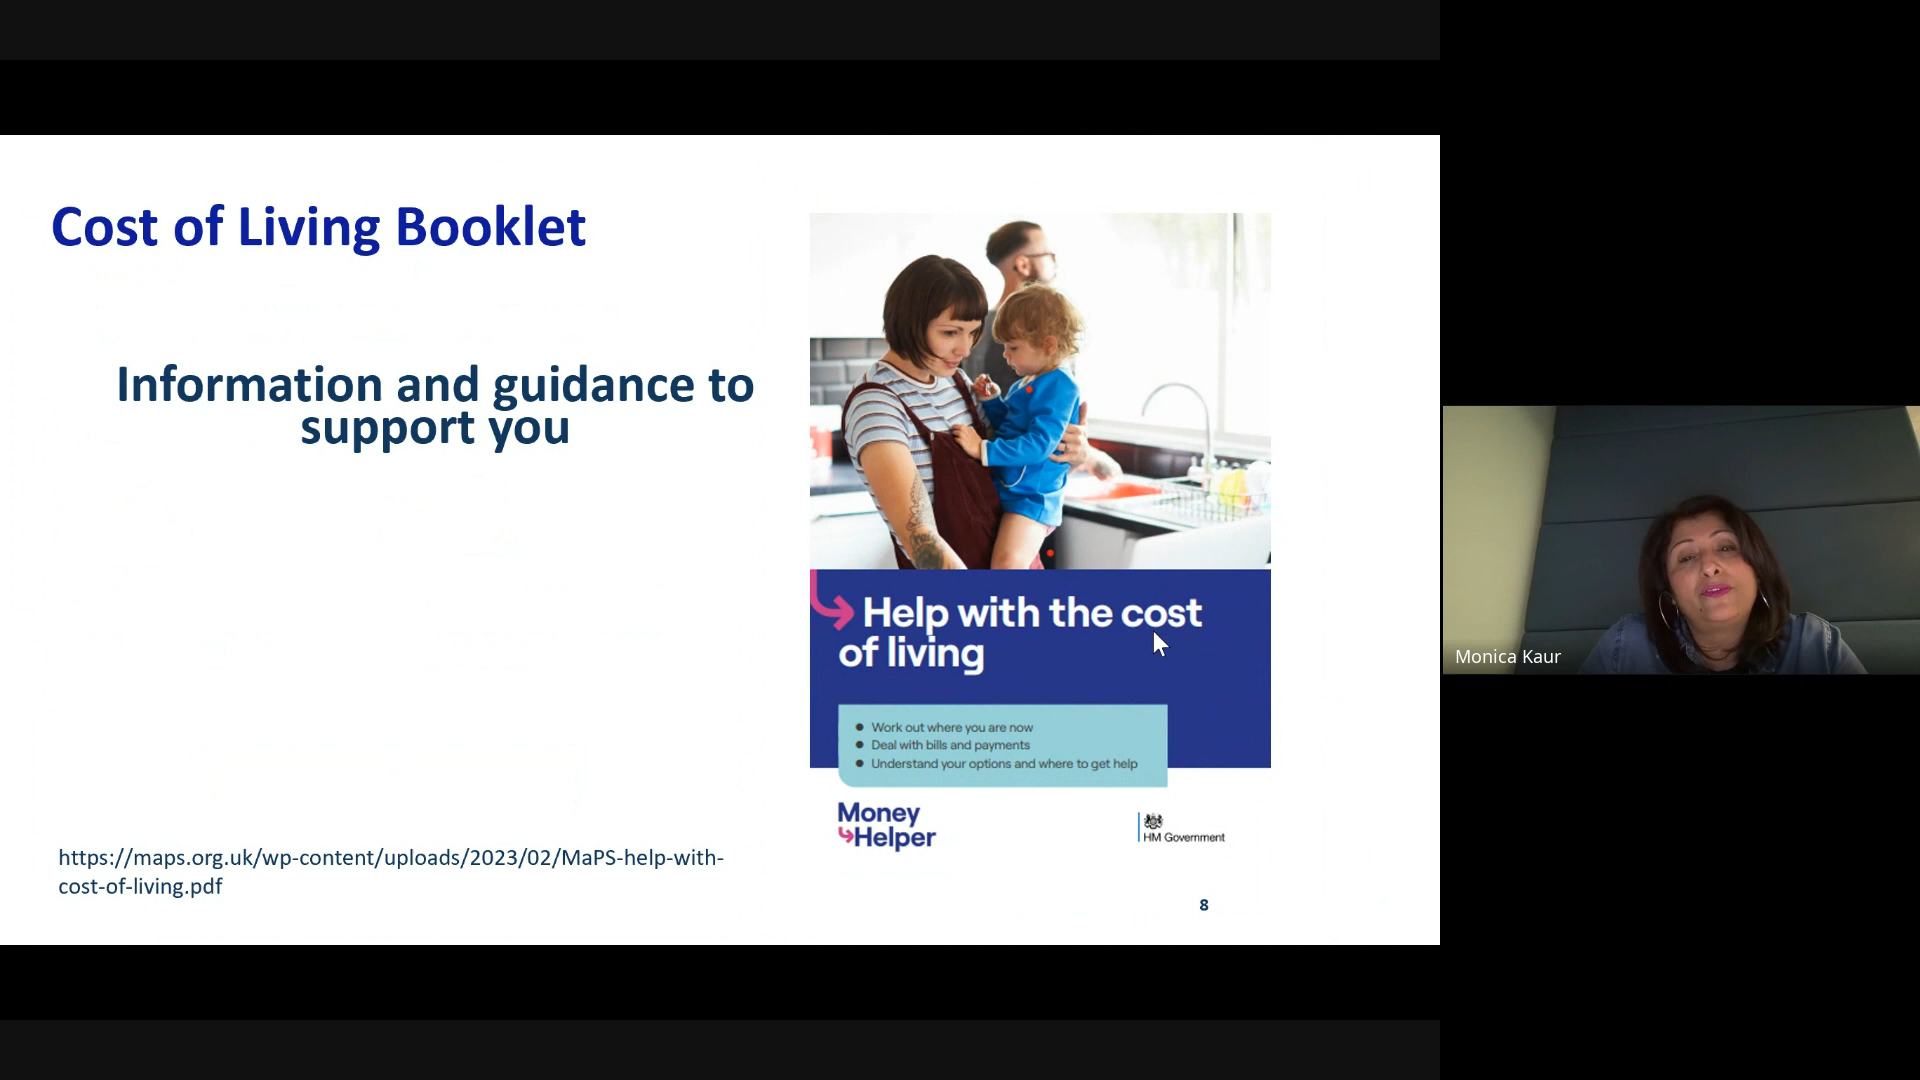 Cost of Living Booklet
Information and guidance to
support you
https://maps.org.uk/wp-content/uploads/2023/02/MaPS-help-with-
cost-of-living.pdf
Help with the cost
of living
● Work out where you are now
● Deal with bills and payments
● Understand your options and where to get help
Money
Helper
HM Government
8
Monica Kaur